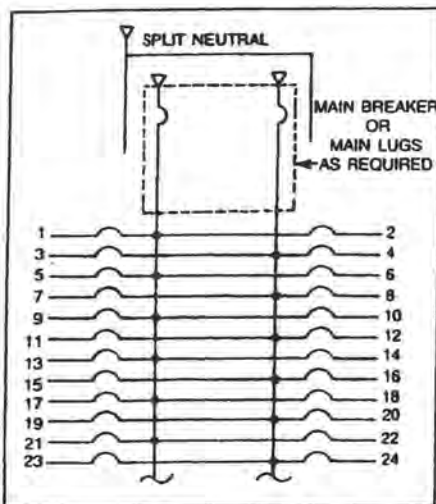 SPLIT NEUTRAL
MAIN BREAKER
OR
MAIN LUGS
AS REQUIRED
1 2
3 4
5 6
7 8
9 10
11 12
13 14
15 16
17 18
19 20
21 22
23 24